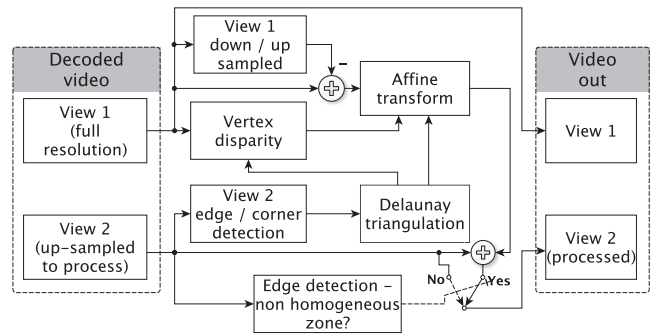 View 1
down / up
sampled
–
Decoded
video
Video
out
Affine
transform
View 1
(full
resolution)
Vertex
disparity
View 1
View 2
edge / corner
detection
Delaunay
triangulation
View 2
(up-sampled
to process)
View 2
(processed)
No
Yes
Edge detection –
non homogeneous
zone?